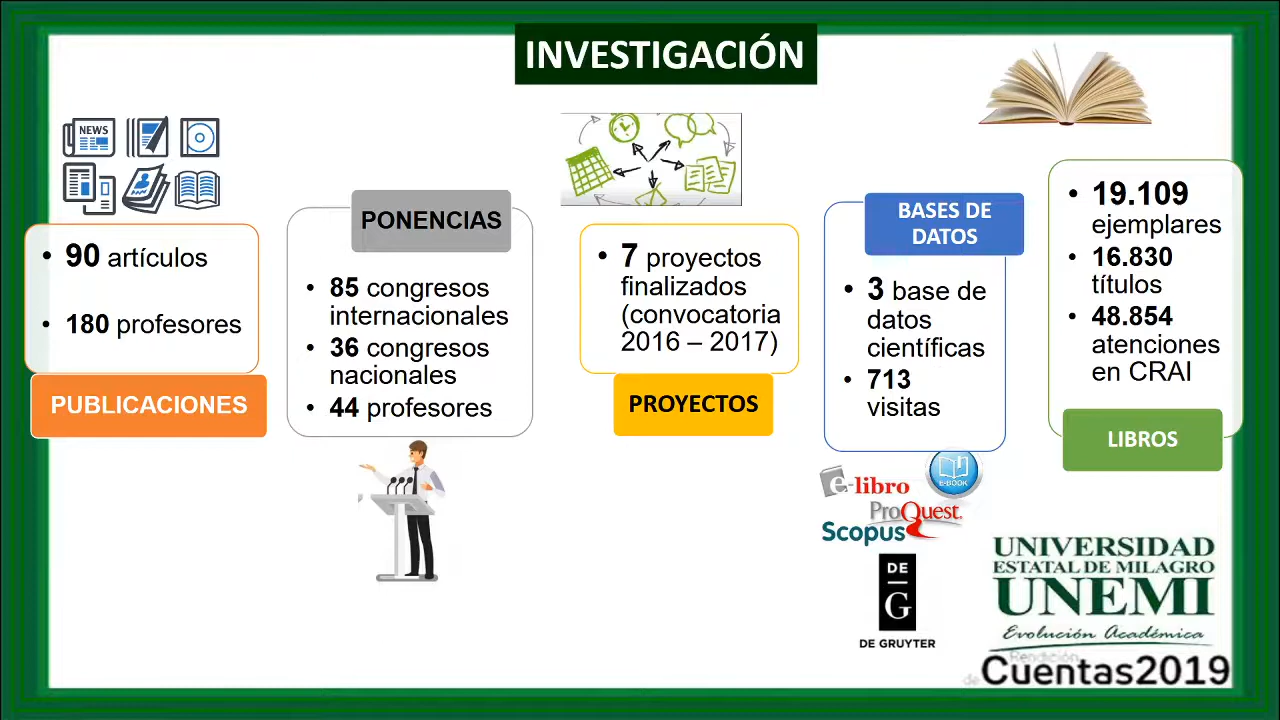 INVESTIGACIÓN
NEWS
• 90 artículos
• 180 profesores
PUBLICACIONES
PONENCIAS
• 85 congresos
internacionales
• 36 congresos
nacionales
• 44 profesores
• 7 proyectos
finalizados
(convocatoria
2016 – 2017)
PROYECTOS
BASES DE
DATOS
• 3 base de
datos
científicas
• 713
visitas
e-libro
E-BOOK
ProQuest.
Scopus
DE
G
DE GRUYTER
• 19.109
ejemplares
• 16.830
títulos
• 48.854
atenciones
en CRAI
LIBROS
UNIVERSIDAD
ESTATAL DE MILAGRO
UNEMI
Evolución Académica
Rendición
de Cuentas2019